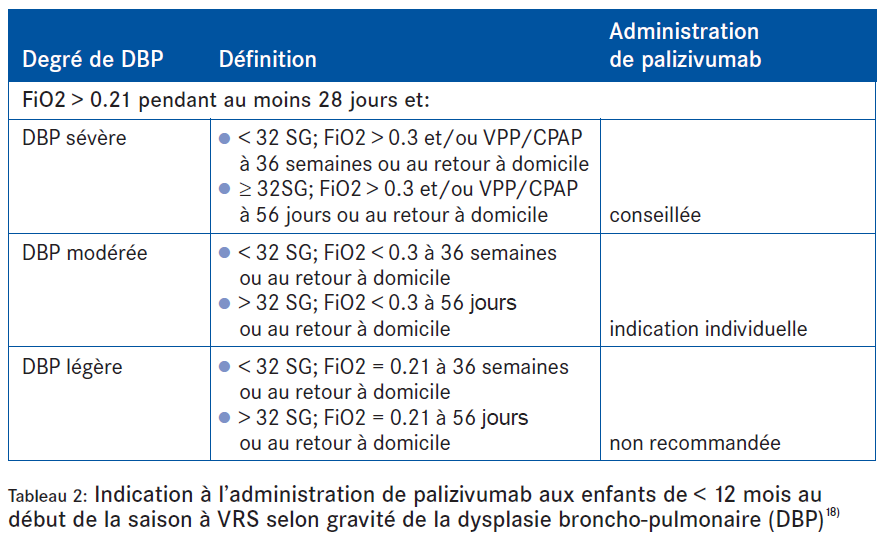 Degré de DBP Définition Administration
de palizivumab
FiO2 > 0.21 pendant au moins 28 jours et:
DBP sévère
• < 32 SG; FiO2 > 0.3 et/ou VPP/CPAP
à 36 semaines ou au retour à domicile
• ≥ 32SG; FiO2 > 0.3 et/ou VPP/CPAP
à 56 jours ou au retour à domicile
conseillée
DBP modérée
• < 32 SG; FiO2 < 0.3 à 36 semaines
ou au retour à domicile
• > 32 SG; FiO2 < 0.3 à 56 jours
ou au retour à domicile
indication individuelle
DBP légère
• < 32 SG; FiO2 = 0.21 à 36 semaines
ou au retour à domicile
• > 32 SG; FiO2 = 0.21 à 56 jours
ou au retour à domicile
non recommandée
Tableau 2: Indication à l’administration de palizivumab aux enfants de < 12 mois au
début de la saison à VRS selon gravité de la dysplasie broncho-pulmonaire (DBP)18)